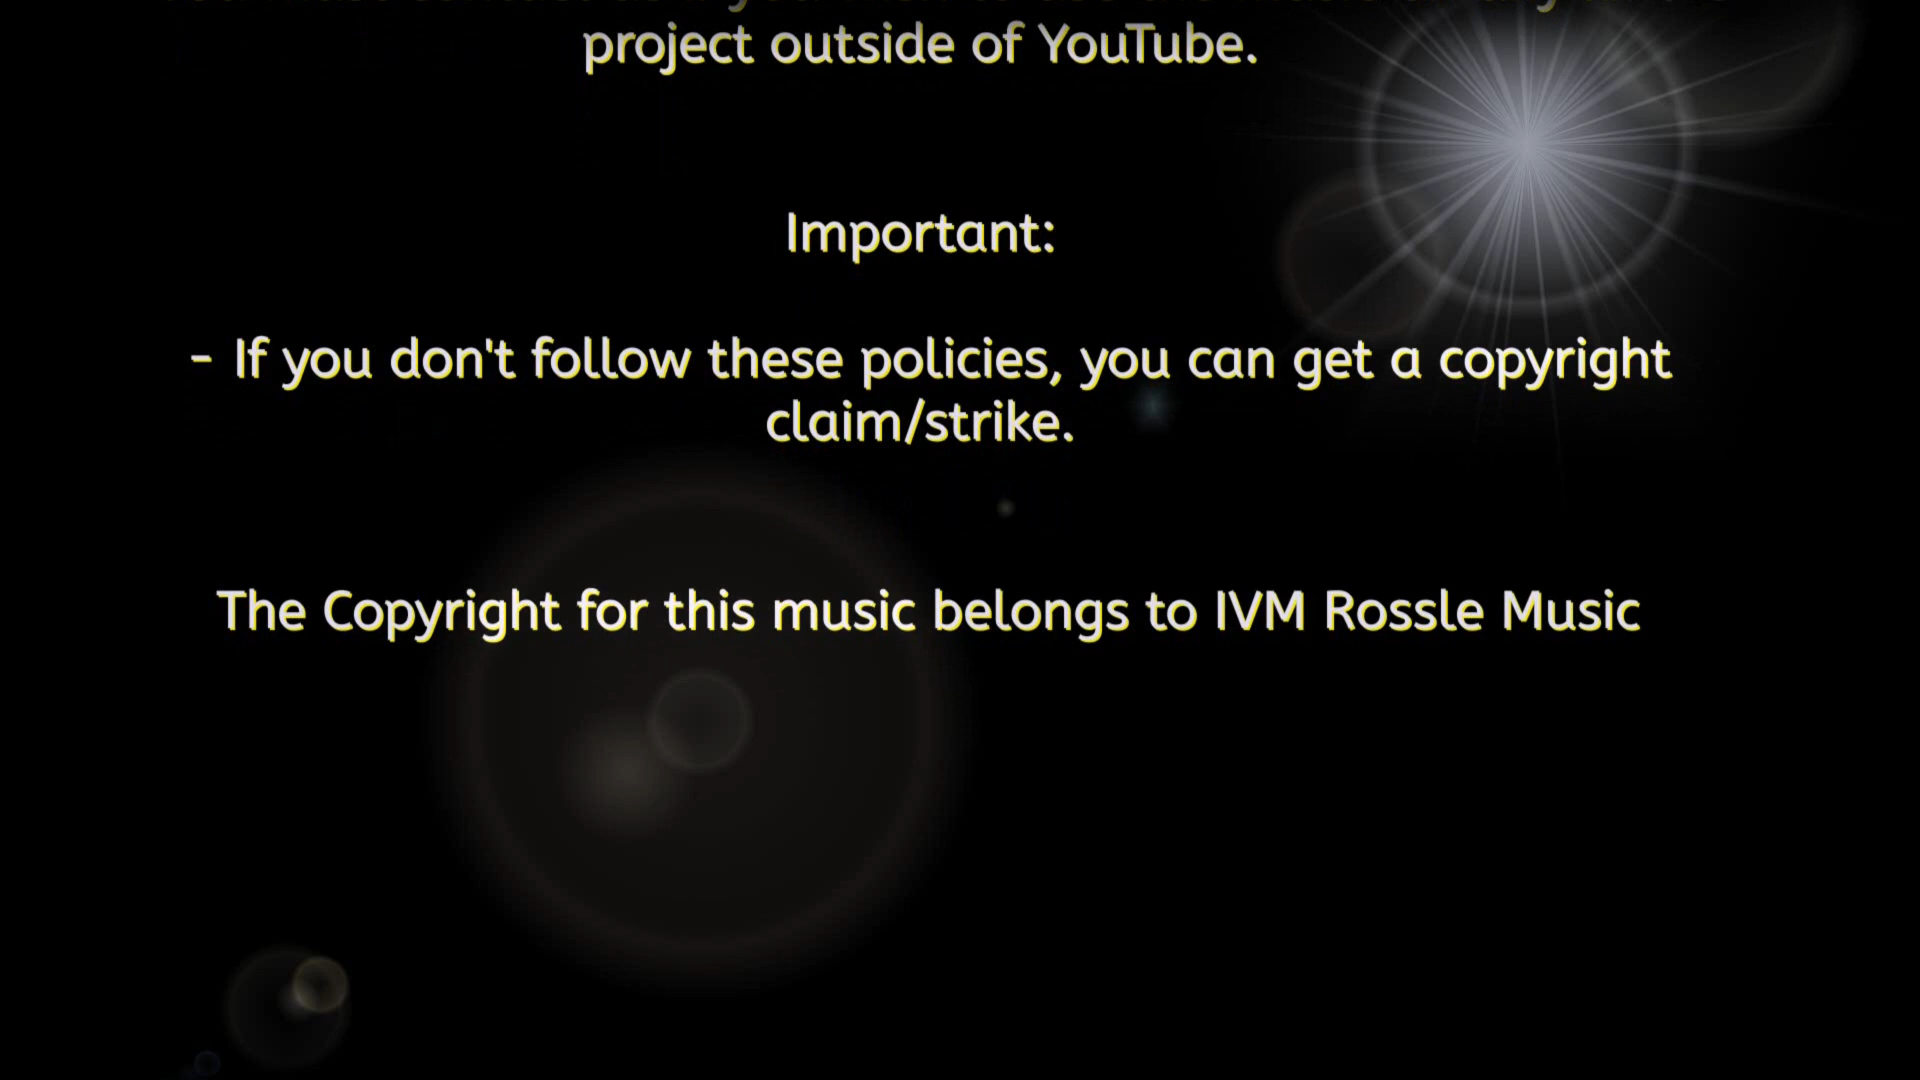 project outside of YouTube.
Important:
- If you don't follow these policies, you can get a copyright
claim/strike.
The Copyright for this music belongs to IVM Rossle Music